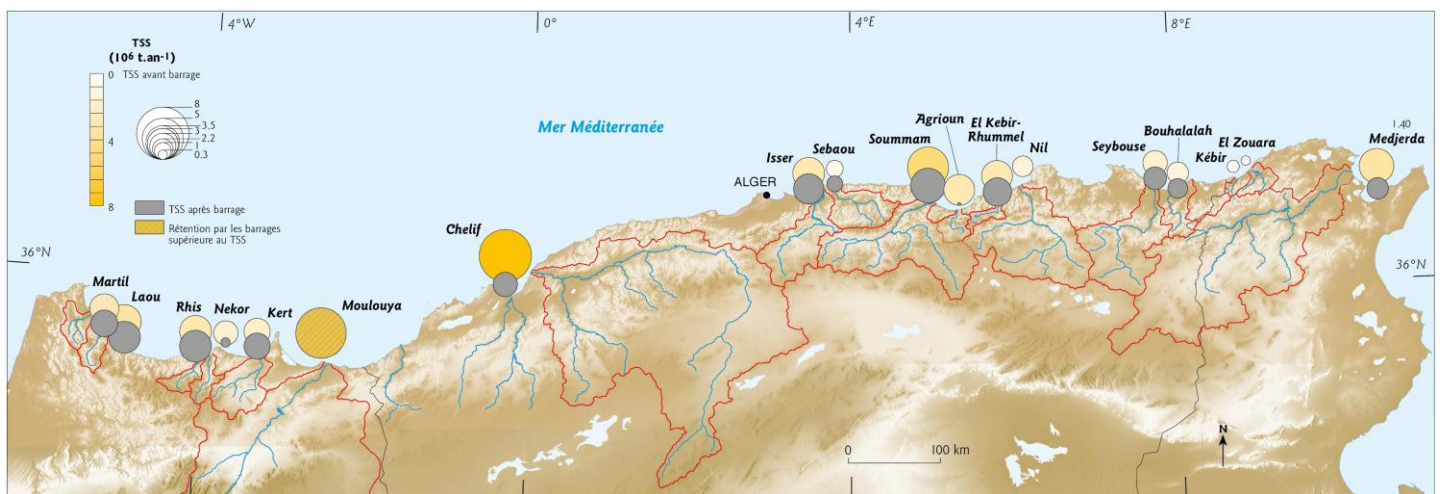 4°W
0°
4°E
8°E
TSS
(10⁶ t.an-¹)
0
TSS avant barrage
4
8
8
5
3,5
3
2,2
1
0,3
TSS après barrage
Rétention par les barrages
supérieure au TSS
Mer Méditerranée
36°N
36°N
Martil
Laou
Rhis
Nekor
Kert
Moulouya
Chelif
ALGER
Isser
Sebaou
Soummam
Agrioun
El Kebir-
Rhummel
Nil
Seybouse
Bouhalalah
Kébir
El Zouara
1.40
Medjerda
0
100 km
N